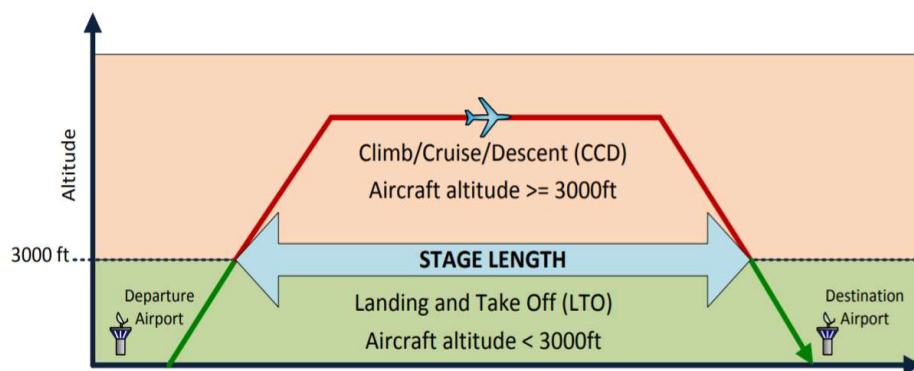 Altitude
Climb/Cruise/Descent (CCD)
Aircraft altitude >= 3000ft
3000 ft
STAGE LENGTH
Departure
Airport
Landing and Take Off (LTO)
Aircraft altitude < 3000ft
Destination
Airport